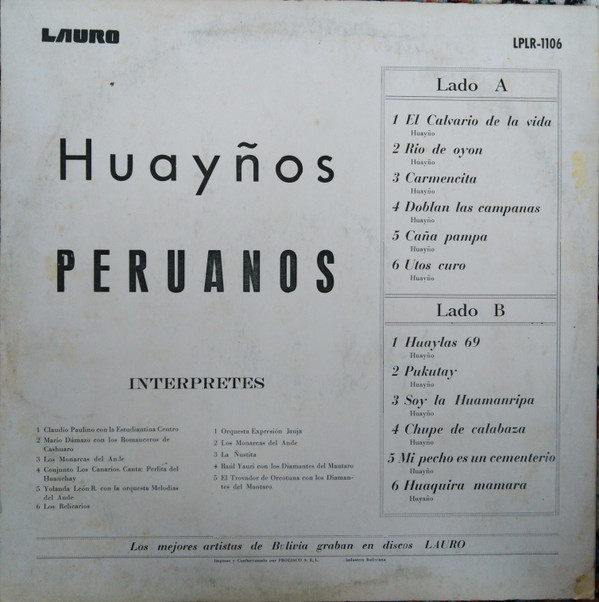 LAURO
LPLR-1106
Huayños
PERUANOS
INTERPRETES
1 Claudio Paulino con la Estudiantina Centro
2 Mario Dámazo con los Romanceros de
Cashuaro
3 Los Monarcas del Ande
4 Conjunto Los Canarios. Canta: Perlita del
Huanchay
5 Yolanda León R. con la orquesta Melodías
del Ande
6 Los Relicarios
1 Orquesta Expresión Jauja
2 Los Monarcas del Ande
3 La Ñustita
4 Raúl Yauri con los Diamantes del Mantaro
5 El Trovador de Orcotuna con los Diaman-
tes del Mantaro
Lado A
1 El Calvario de la vida
Huayño
2 Rio de oyon
Huayño
3 Carmencita
Huayño
4 Doblan las campanas
Huayño
5 Caña pampa
Huayño
6 Utos curo
Huayño
Lado B
1 Huaylas 69
Huayño
2 Pukutay
Huayño
3 Soy la Huamanripa
Huayño
4 Chupe de calabaza
Huayño
5 Mi pecho es un cementerio
Huayño
6 Huaquira mamara
Huayaño
Los mejores artistas de Bolivia graban en discos LAURO
Industria Boliviana